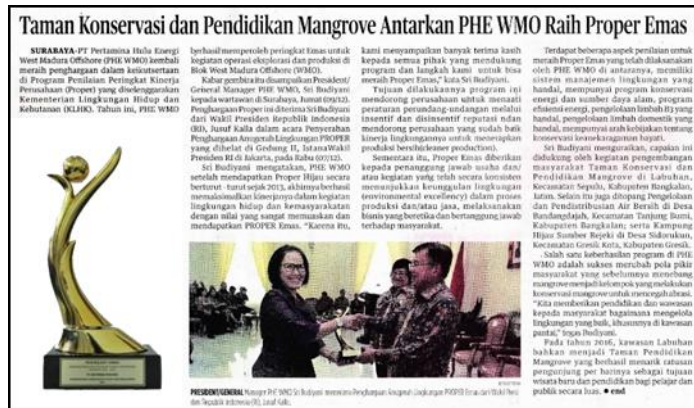 Taman Konservasi dan Pendidikan Mangrove Antarkan PHE WMO Raih Proper Emas
SURABAYA-PT Pertamina Hulu Energi
West Madura Offshore (PHE WMO) kembali
meraih penghargaan dalam keikutsertaan
di Program Penilaian Peringkat Kinerja
Perusahaan (Proper) yang diselenggarakan
Kementerian Lingkungan Hidup dan
Kehutanan (KLHK). Tahun ini, PHE WMO
berhasil memperoleh peringkat Emas untuk
kegiatan operasi eksplorasi dan produksi di
Blok West Madura Offshore (WMO).
Kabar gembira itu disampaikan President/
General Manager PHE WMO, Sri Budiyani
kepada wartawan di Surabaya, Jumat (09/12).
Penghargaan Proper ini diterima Sri Budiyani
dari Wakil Presiden Republik Indonesia
(RI), Jusuf Kalla, dalam acara Penyerahan
Penghargaan Anugerah Lingkungan PROPER
yang dihelat di Gedung II, Istana Wakil
Presiden RI di Jakarta, pada Rabu (07/12).
Sri Budiyani mengatakan, PHE WMO
setelah mendapatkan Proper Hijau secara
berturut-turut sejak 2013, akhirnya berhasil
memaksimalkan kinerjanya dalam kegiatan
lingkungan hidup dan kemasyarakatan
dengan nilai yang sangat memuaskan dan
mendapatkan PROPER Emas. "Karena itu,
kami menyampaikan banyak terima kasih
kepada semua pihak yang mendukung
program dan langkah kami untuk bisa
meraih Proper Emas," kata Sri Budiyani.
Tujuan dilaksanakannya program ini
mendorong perusahaan untuk menaati
peraturan perundang-undangan melalui
insentif dan disinsentif reputasi dan
mendorong perusahaan yang sudah baik
kinerja lingkungannya untuk menerapkan
produksi bersih (cleaner production).
Sementara itu, Proper Emas diberikan
kepada penanggung jawab usaha dan/
atau kegiatan yang telah secara konsisten
menunjukkan keunggulan lingkungan
(environmental excellency) dalam proses
produksi dan/atau jasa, melaksanakan
bisnis yang beretika dan bertanggung jawab
terhadap masyarakat.
Terdapat beberapa aspek penilaian untuk
meraih Proper Emas yang telah dilaksanakan
oleh PHE WMO di antaranya, memiliki
sistem manajemen lingkungan yang
handal, mempunyai program konservasi
energi dan sumber daya alam, program
efisiensi energi, pengelolaan limbah B3 yang
handal, pengelolaan limbah domestik yang
handal, mempunyai arah kebijakan tentang
konservasi keanekaragaman hayati.
Sri Budiyani menguraikan, capaian ini
didukung oleh kegiatan pengembangan
masyarakat Taman Konservasi dan
Pendidikan Mangrove di Labuhan,
Kecamatan Sepulu, Kabupaten Bangkalan,
Jatim. Selain itu juga ditopang Pengelolaan
dan Pendistribusian Air Bersih di Desa
Bandangdajah, Kecamatan Tanjung Bumi,
Kabupaten Bangkalan; serta Kampung
Hijau Sumber Rejeki di Desa Sidorukun,
Kecamatan Gresik Kota, Kabupaten Gresik.
Salah satu keberhasilan program di PHE
WMO adalah sukses merubah pola pikir
masyarakat yang sebelumnya menebang
mangrove menjadi kelompok yang melakukan
konservasi mangrove untuk mencegah abrasi.
"Kita memberikan pendidikan dan wawasan
kepada masyarakat bagaimana mengelola
lingkungan yang baik, khususnya di kawasan
pantai," tegas Budiyani.
Pada tahun 2016, kawasan Labuhan
bahkan menjadi Taman Pendidikan
Mangrove yang berhasil menarik ratusan
pengunjung per harinya sebagai tujuan
wisata baru dan pendidikan bagi pelajar dan
publik secara luas. ● end
PRESIDENT/GENERAL Manager PHE WMO Sri Budiyani menerima Penghargaan Anugerah Lingkungan PROPER Emas dari Wakil Presi
den Republik Indonesia (RI), Jusuf Kalla.